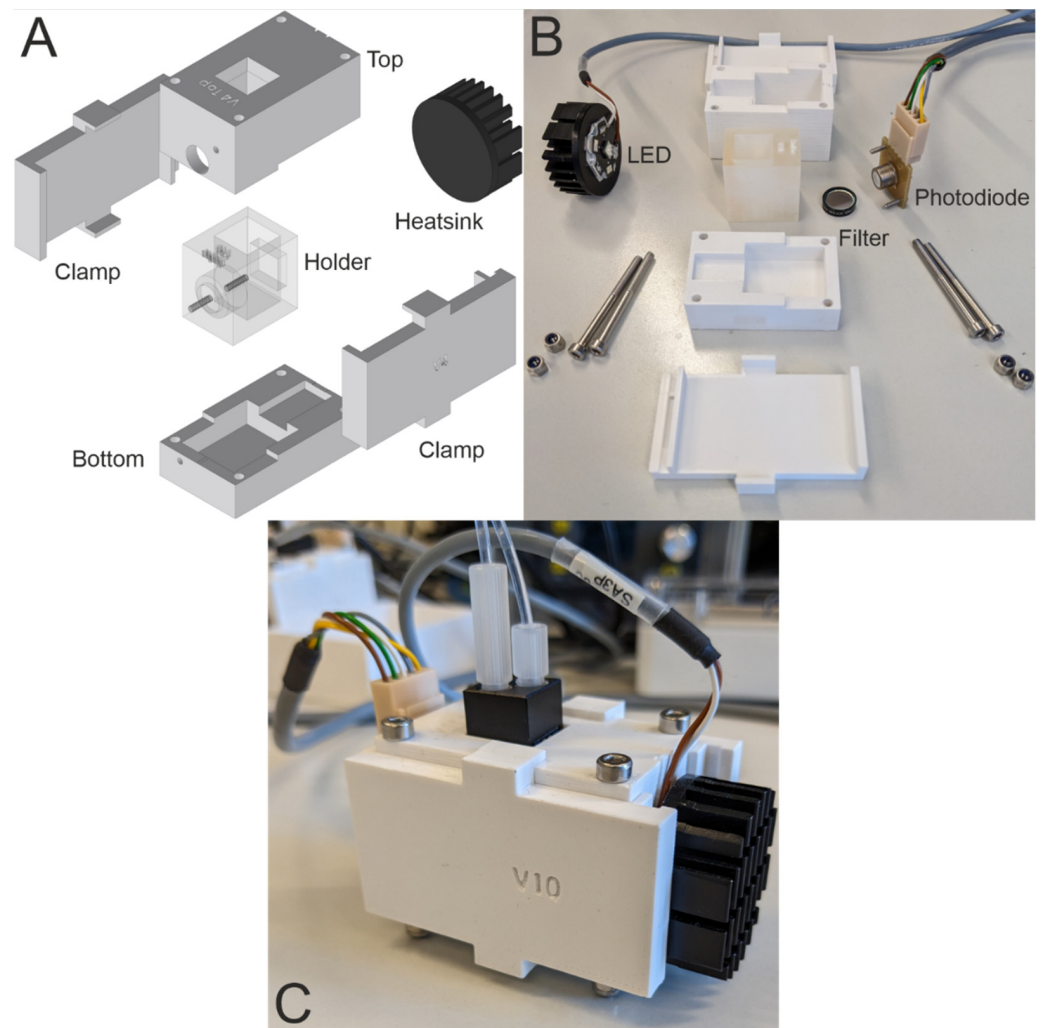 A
Top
V4 Top
Heatsink
Clamp
Holder
Bottom
Clamp
B
LED
Photodiode
Filter
SA3P
V10
C